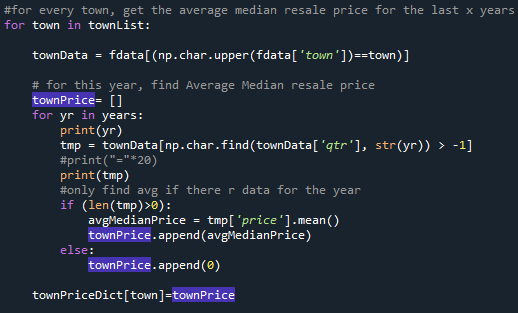 #for every town, get the average median resale price for the last x years
for town in townList:
townData = fdata[(np.char.upper(fdata['town'])==town)]
# for this year, find Average Median resale price
townPrice= []
for yr in years:
print(yr)
tmp = townData[np.char.find(townData['qtr'], str(yr)) > -1]
#print("="*20)
print(tmp)
#only find avg if there r data for the year
if (len(tmp)>0):
avgMedianPrice = tmp['price'].mean()
townPrice.append(avgMedianPrice)
else:
townPrice.append(0)
townPriceDict[town]=townPrice